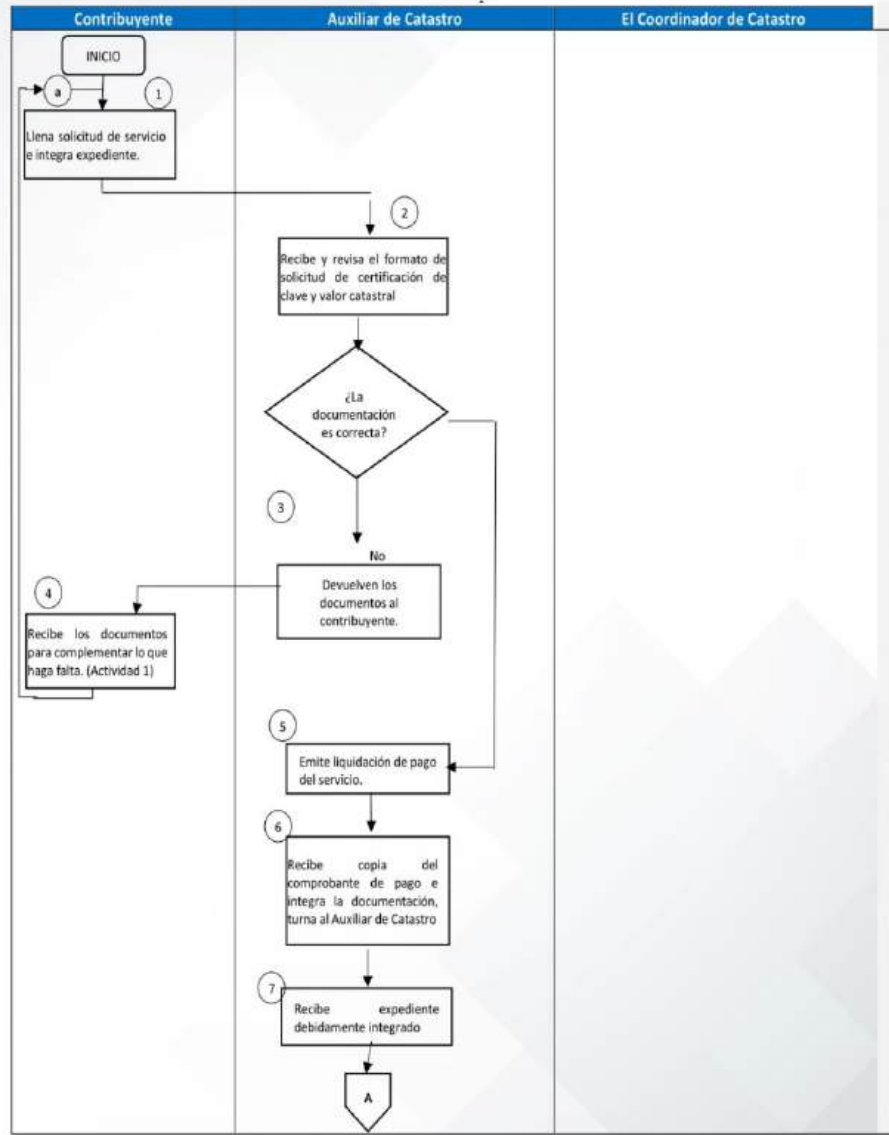 Contribuyente
Auxiliar de Catastro
El Coordinador de Catastro
INICIO
a
1
Llena solicitud de servicio
e integra expediente.
2
Recibe y revisa el formato de
solicitud de certificación de
clave y valor catastral
¿La
documentación
es correcta?
3
No
Devuelven los
documentos al
contribuyente.
4
Recibe los documentos
para complementar lo que
haga falta. (Actividad 1)
5
Emite liquidación de pago
del servicio.
6
Recibe copia del
comprobante de pago e
integra la documentación,
turna al Auxiliar de Catastro
7
Recibe expediente
debidamente integrado
A